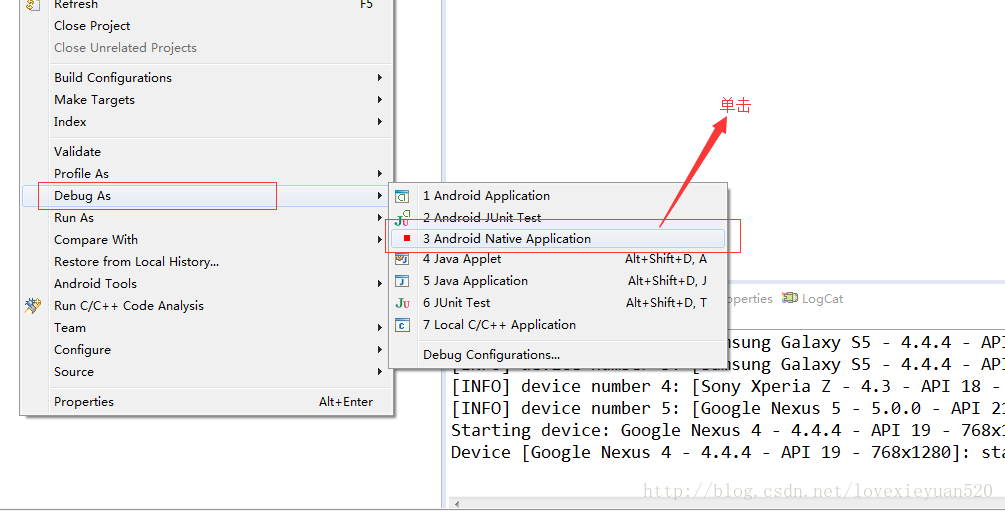 Refresh F5
Close Project
Close Unrelated Projects
Build Configurations
Make Targets
Index
Validate
Profile As
Debug As
Run As
Compare With
Restore from Local History...
Android Tools
Run C/C++ Code Analysis
Team
Configure
Source
Properties Alt+Enter
1 Android Application
2 Android JUnit Test
3 Android Native Application
4 Java Applet Alt+Shift+D, A
5 Java Application Alt+Shift+D, J
6 JUnit Test Alt+Shift+D, T
7 Local C/C++ Application
Debug Configurations...
单击
operties LogCat
msung Galaxy S5 - 4.4.4 - API
[Samsung Galaxy S5 - 4.4.4 - API
[INFO] device number 4: [Sony Xperia Z - 4.3 - API 18 -
[INFO] device number 5: [Google Nexus 5 - 5.0.0 - API 21
Starting device: Google Nexus 4 - 4.4.4 - API 19 - 768x1
Device [Google Nexus 4 - 4.4.4 - API 19 - 768x1280]: sta
http://blog.csdn.net/lovexieyuan520